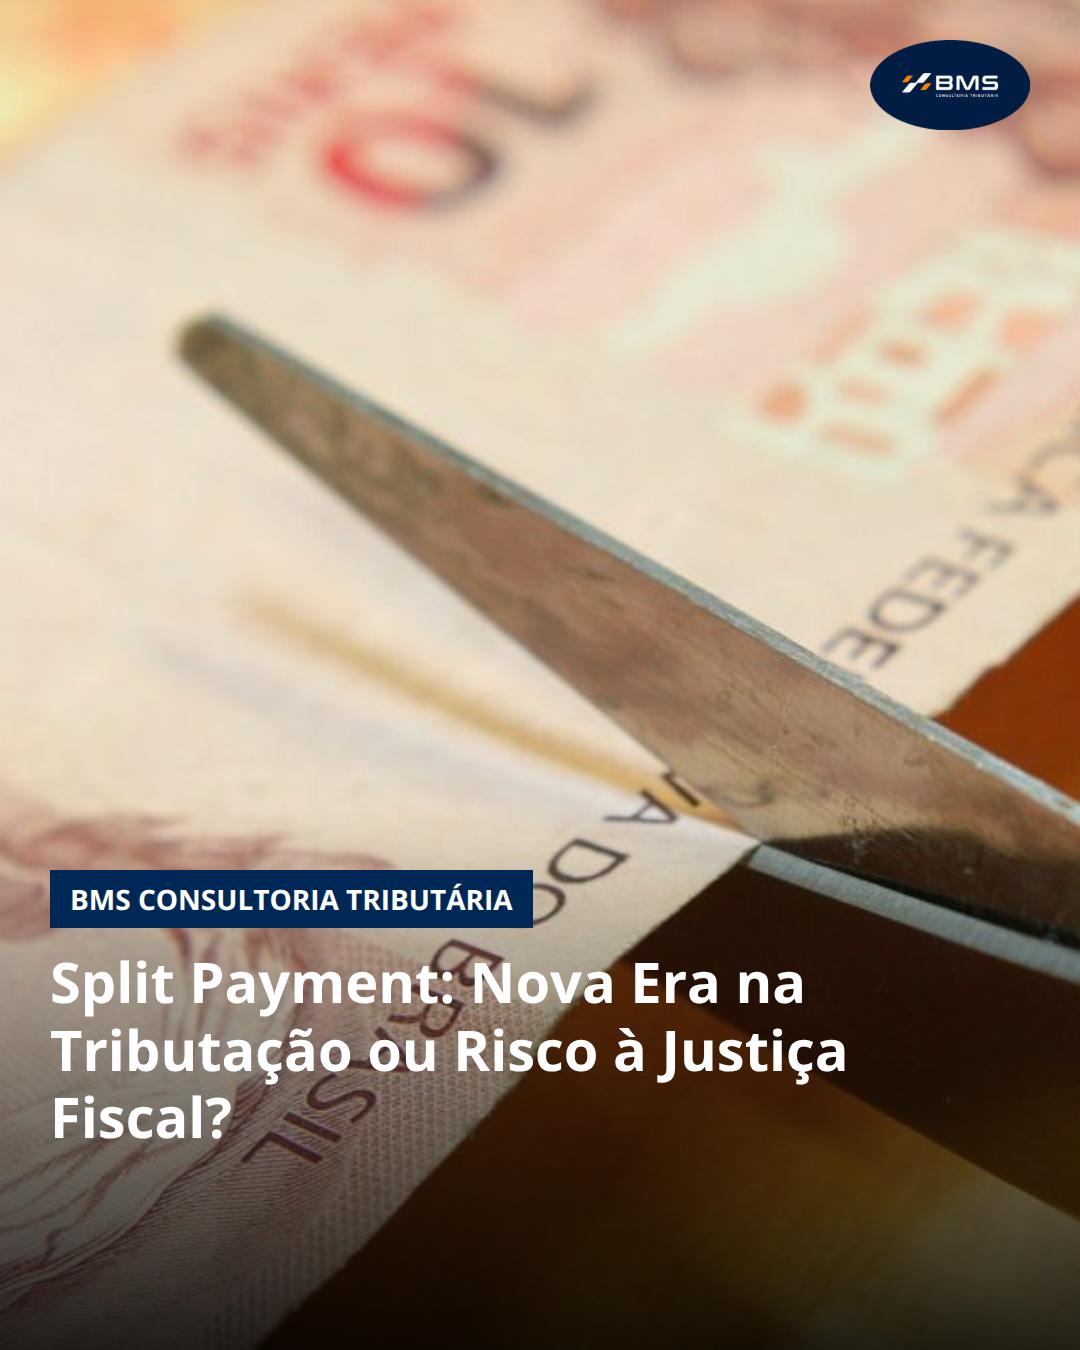 BMS
CONSULTORIA TRIBUTÁRIA
CA FEDE
A DO BRASIL
BMS CONSULTORIA TRIBUTÁRIA
Split Payment: Nova Era na
Tributação ou Risco à Justiça
Fiscal?